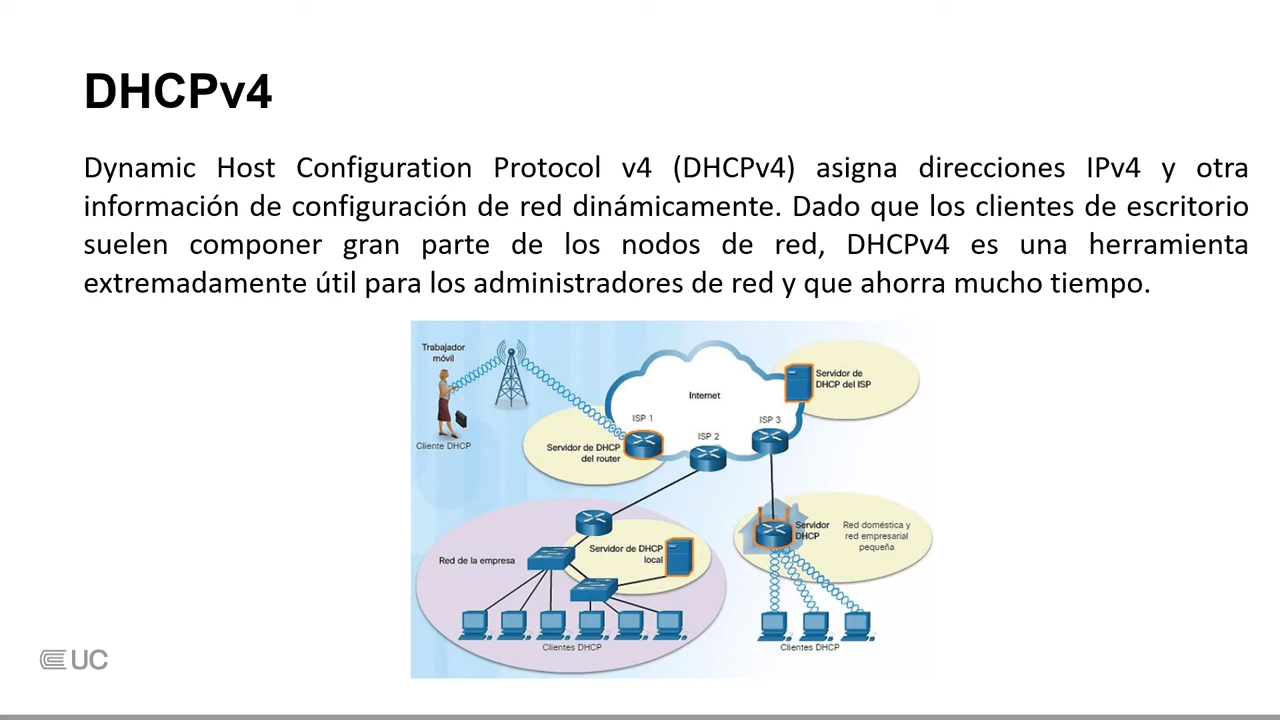 DHCPv4
Dynamic Host Configuration Protocol v4 (DHCPv4) asigna direcciones IPv4 y otra
información de configuración de red dinámicamente. Dado que los clientes de escritorio
suelen componer gran parte de los nodos de red, DHCPv4 es una herramienta
extremadamente útil para los administradores de red y que ahorra mucho tiempo.
Trabajador
móvil
Cliente DHCP
Servidor de
DHCP del ISP
Internet
ISP 1
ISP 2
ISP 3
Servidor de DHCP
del router
Red de la empresa
Servidor de DHCP
local
Clientes DHCP
Servidor
DHCP
Red doméstica y
red empresarial
pequeña
Clientes DHCP
UC